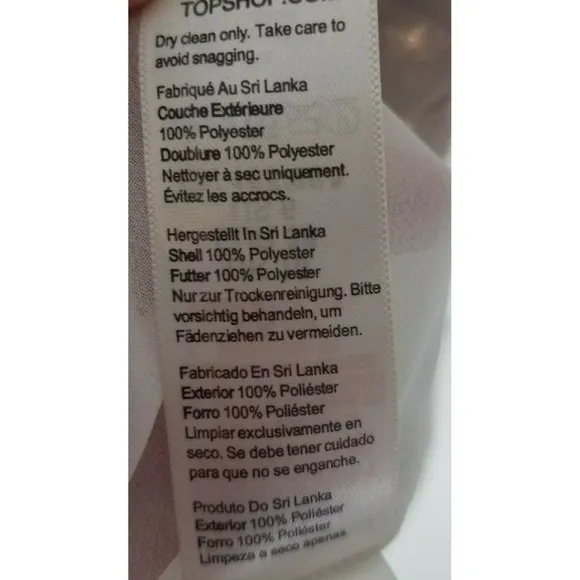 TOPSHOP.COM
Dry clean only. Take care to
avoid snagging.
Fabriqué Au Sri Lanka
Couche Extérieure
100% Polyester
Doublure 100% Polyester
Nettoyer à sec uniquement.
Évitez les accrocs.
Hergestellt In Sri Lanka
Shell 100% Polyester
Futter 100% Polyester
Nur zur Trockenreinigung. Bitte
vorsichtig behandeln, um
Fädenziehen zu vermeiden.
Fabricado En Sri Lanka
Exterior 100% Poliéster
Forro 100% Poliéster
Limpiar exclusivamente en
seco. Se debe tener cuidado
para que no se enganche.
Produto Do Sri Lanka
Exterior 100% Poliéster
Forro 100% Poliéster
Limpeza a seco apenas